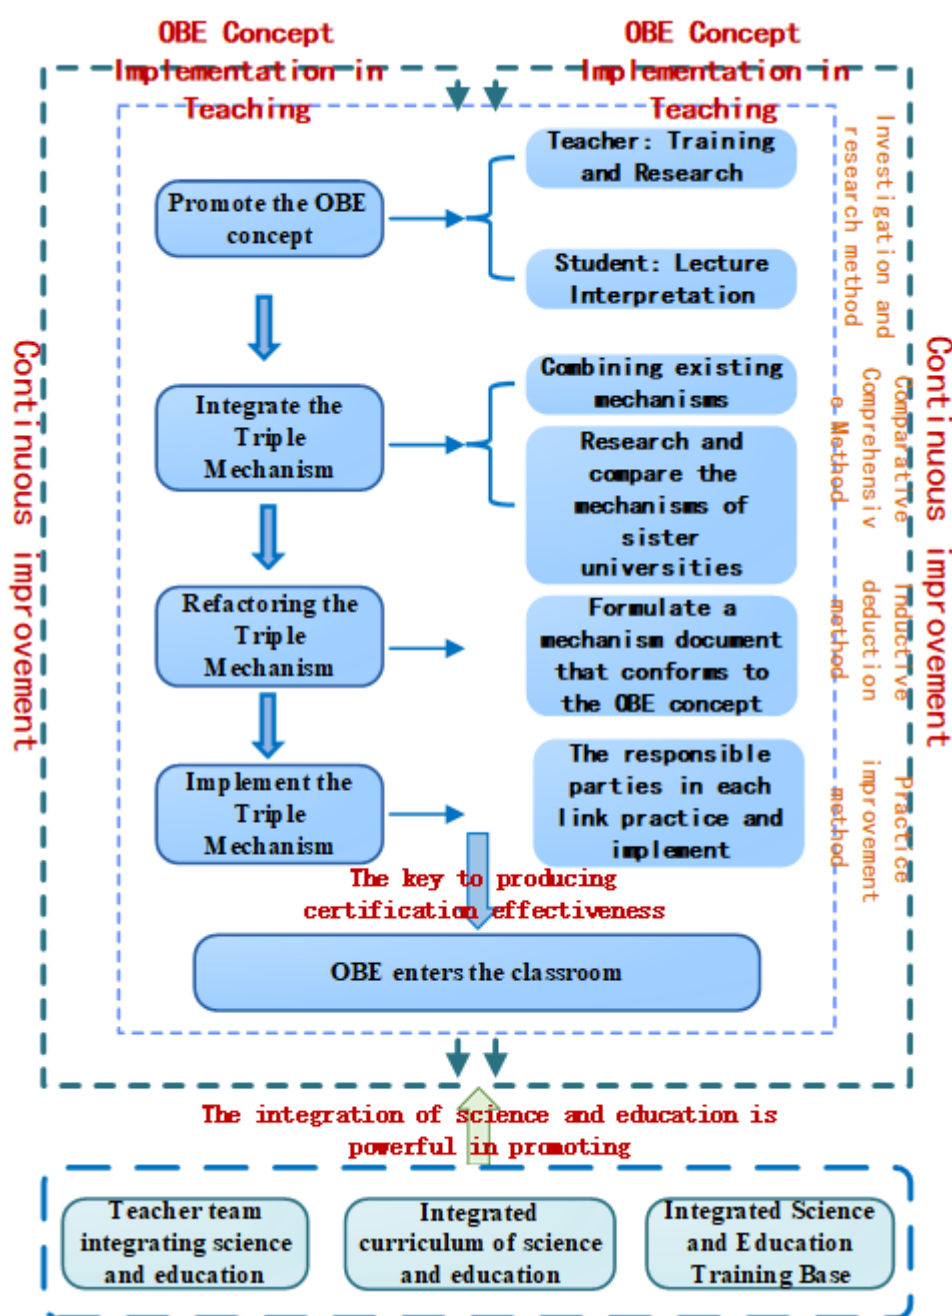 OBE Concept
Implementation in
Teaching
OBE Concept
Implementation in
Teaching
Continuous improvement
Promote the OBE
concept
Teacher: Training
and Research
Student: Lecture
Interpretation
Investigation and
research method
Integrate the
Triple
Mechanism
Combining existing
mechanisms
Research and
compare the
mechanisms of
sister
universities
Comparative
Comprehensiv
e Method
Refactoring the
Triple
Mechanism
Formulate a
mechanism document
that conforms to
the OBE concept
Inductive
deduction
method
Implement the
Triple
Mechanism
The responsible
parties in each
link practice and
implement
Practice
improvement
method
Continuous improvement
The key to producing
certification effectiveness
OBE enters the classroom
The integration of science and education is
powerful in promoting
Teacher team
integrating science
and education
Integrated
curriculum of science
and education
Integrated Science
and Education
Training Base